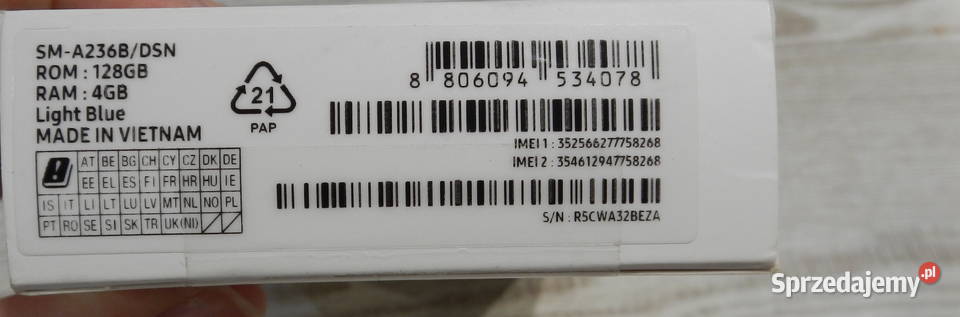 SM-A236B/DSN
ROM : 128GB
RAM : 4GB
Light Blue
MADE IN VIETNAM
21
PAP
8 806094 534078
IMEI 1 : 352566277758268
IMEI 2 : 354612947758268
S/N : R5CWA32BEZA
AT BE BG CH CY CZ DK DE
EE EL ES FI FR HR HU IE
IS IT LI LT LU LV MT NL NO PL
PT RO SE SI SK TR UK(NI)
Sprzedajemy.pl